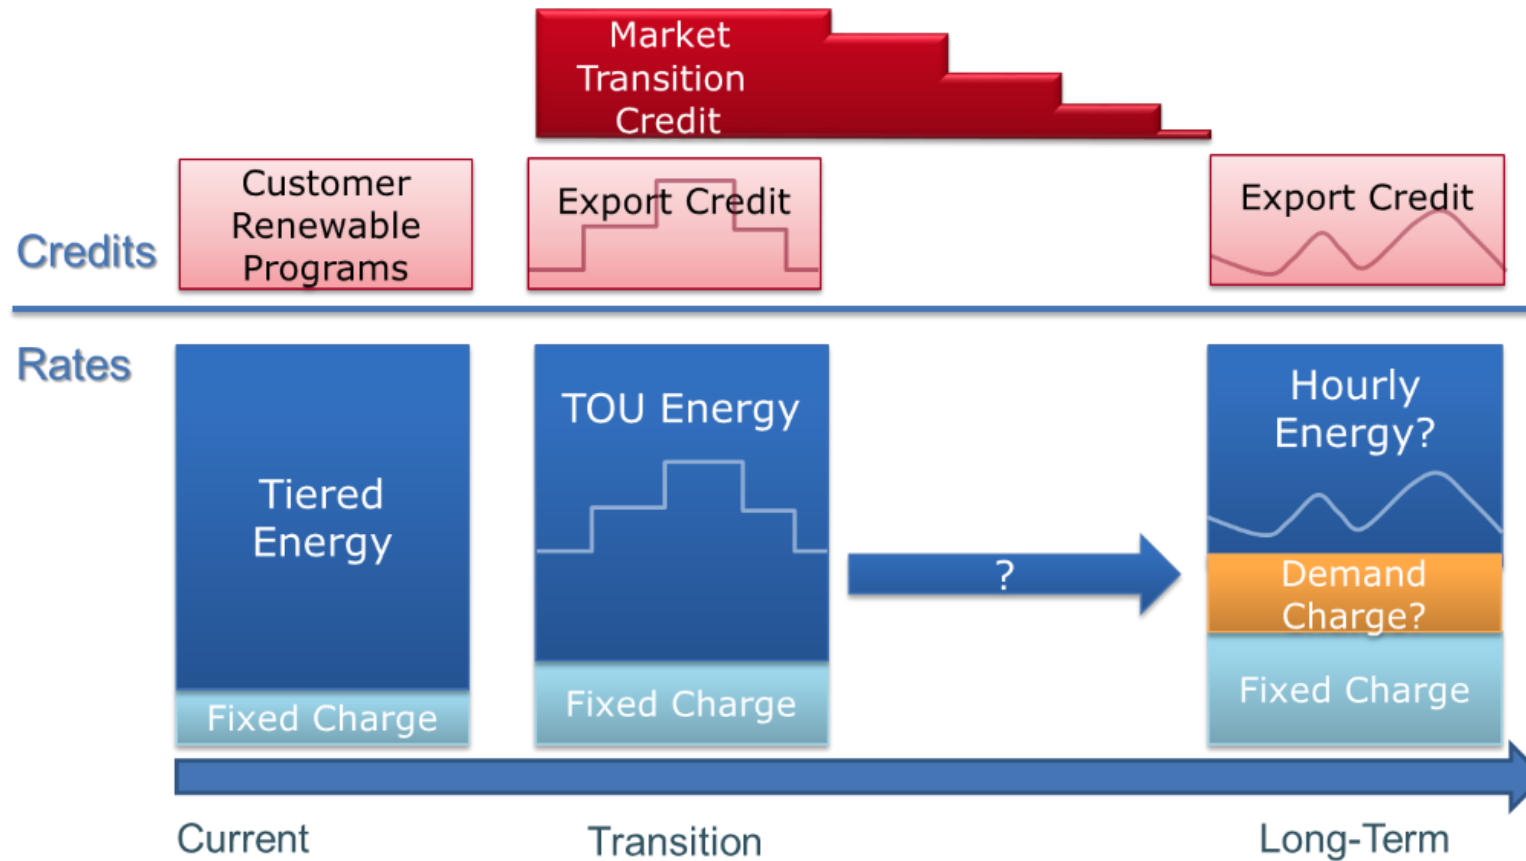 Market
Transition
Credit
Customer
Renewable
Programs
Export Credit
Export Credit
Credits
Rates
Tiered
Energy
Fixed Charge
TOU Energy
Fixed Charge
?
Hourly
Energy?
Demand
Charge?
Fixed Charge
Current
Transition
Long-Term